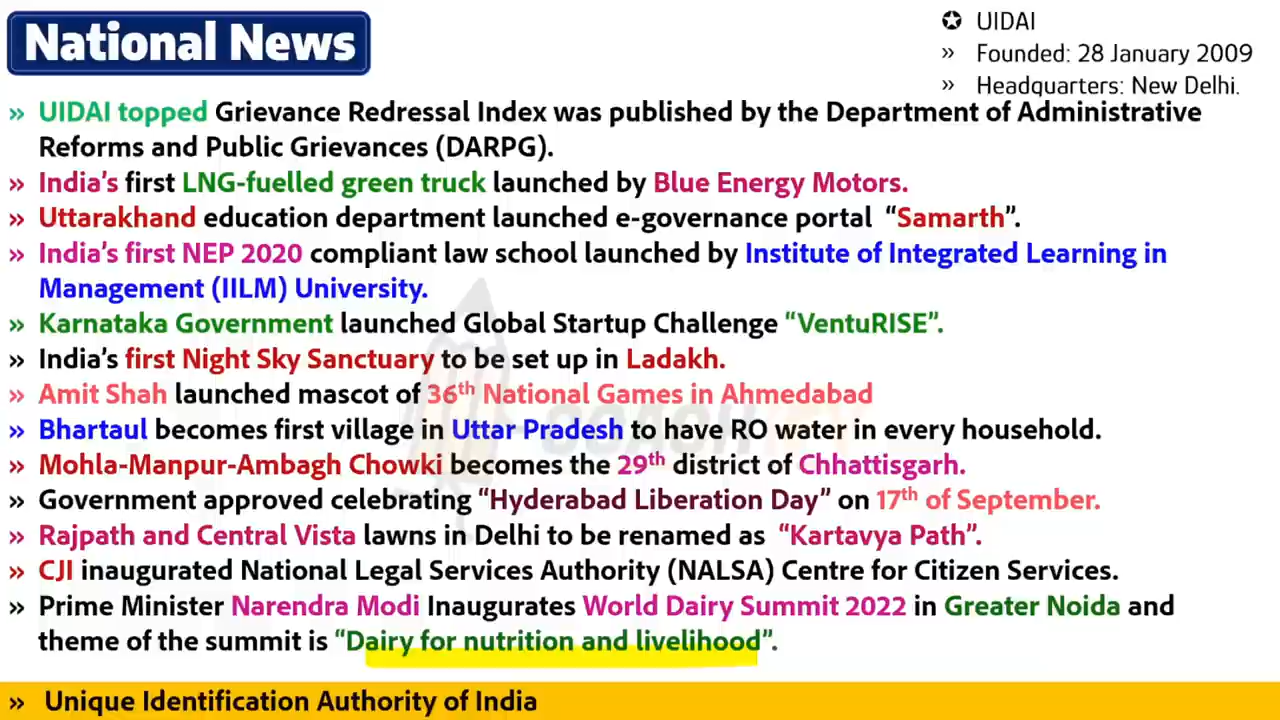 National News
✪ UIDAI
» Founded: 28 January 2009
» Headquarters: New Delhi.
» UIDAI topped Grievance Redressal Index was published by the Department of Administrative
Reforms and Public Grievances (DARPG).
» India's first LNG-fuelled green truck launched by Blue Energy Motors.
» Uttarakhand education department launched e-governance portal “Samarth”.
» India's first NEP 2020 compliant law school launched by Institute of Integrated Learning in
Management (IILM) University.
» Karnataka Government launched Global Startup Challenge “VentuRISE”.
» India's first Night Sky Sanctuary to be set up in Ladakh.
» Amit Shah launched mascot of 36th National Games in Ahmedabad
» Bhartaul becomes first village in Uttar Pradesh to have RO water in every household.
» Mohla-Manpur-Ambagh Chowki becomes the 29th district of Chhattisgarh.
» Government approved celebrating “Hyderabad Liberation Day” on 17th of September.
» Rajpath and Central Vista lawns in Delhi to be renamed as “Kartavya Path”.
» CJI inaugurated National Legal Services Authority (NALSA) Centre for Citizen Services.
» Prime Minister Narendra Modi Inaugurates World Dairy Summit 2022 in Greater Noida and
theme of the summit is “Dairy for nutrition and livelihood”.
» Unique Identification Authority of India